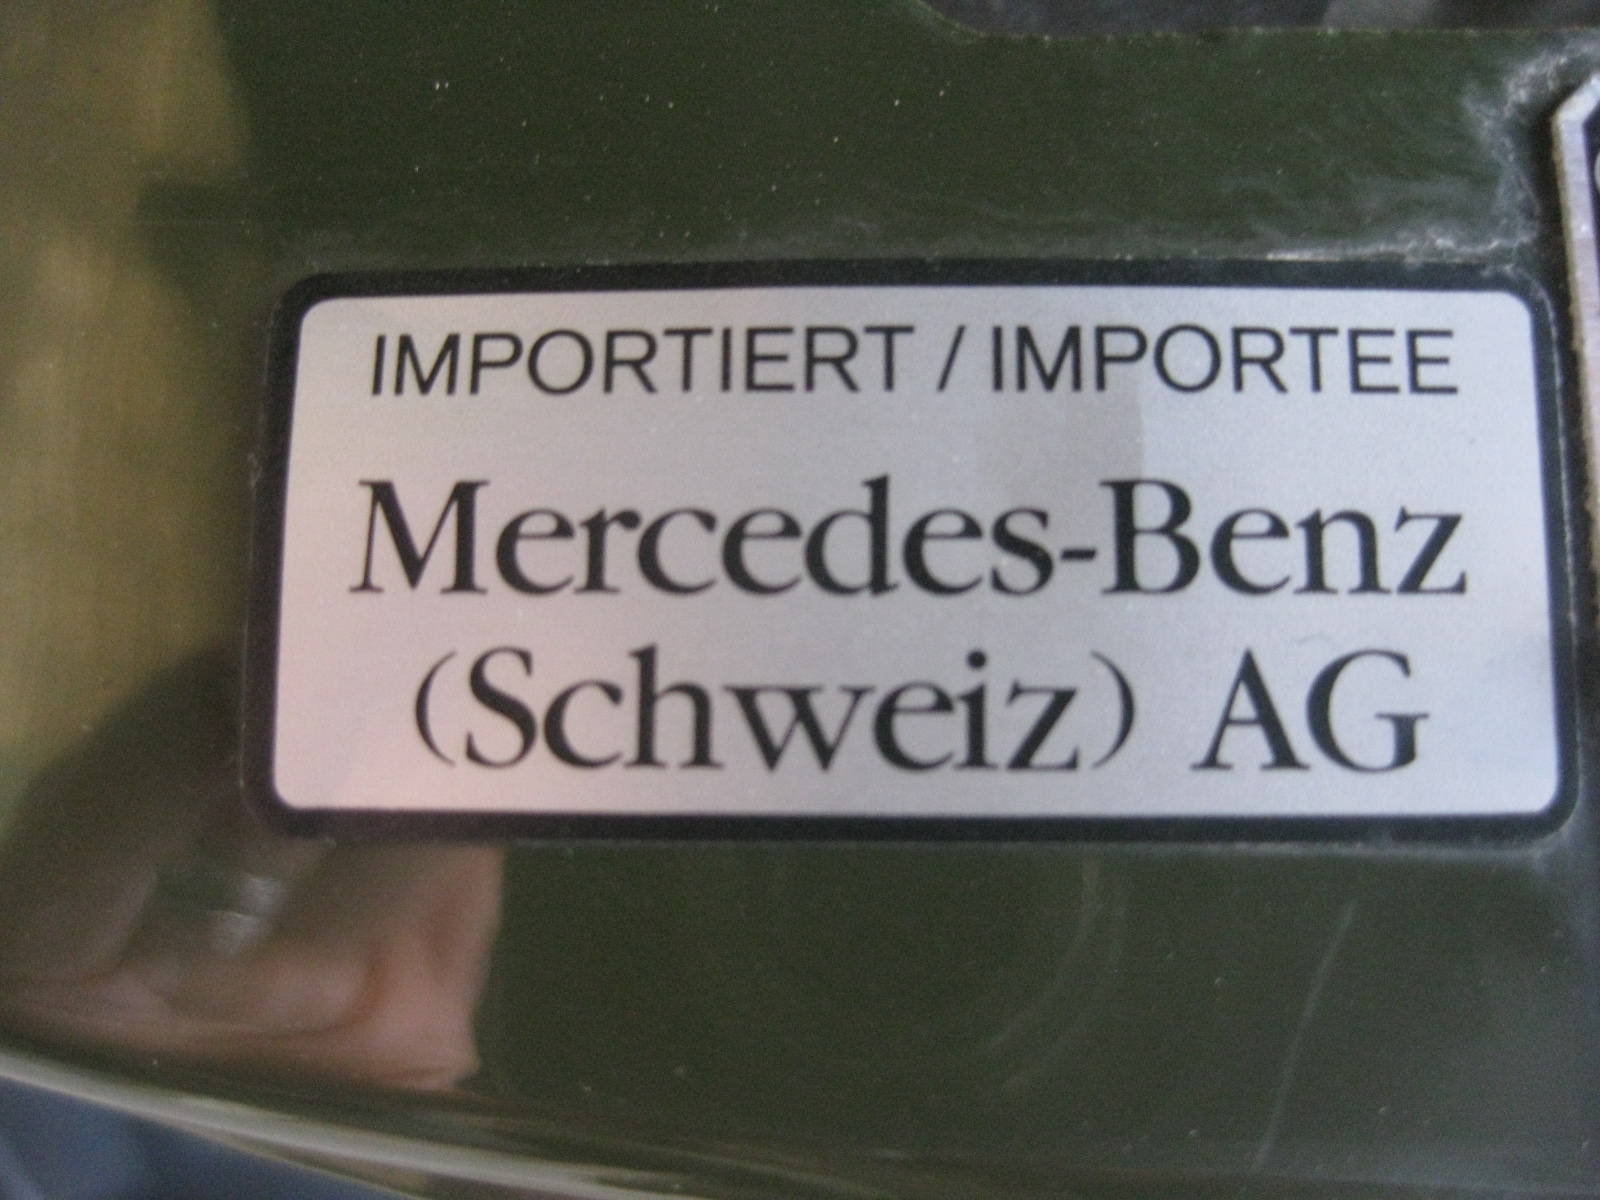 IMPORTIERT / IMPORTEE
Mercedes-Benz
(Schweiz) AG